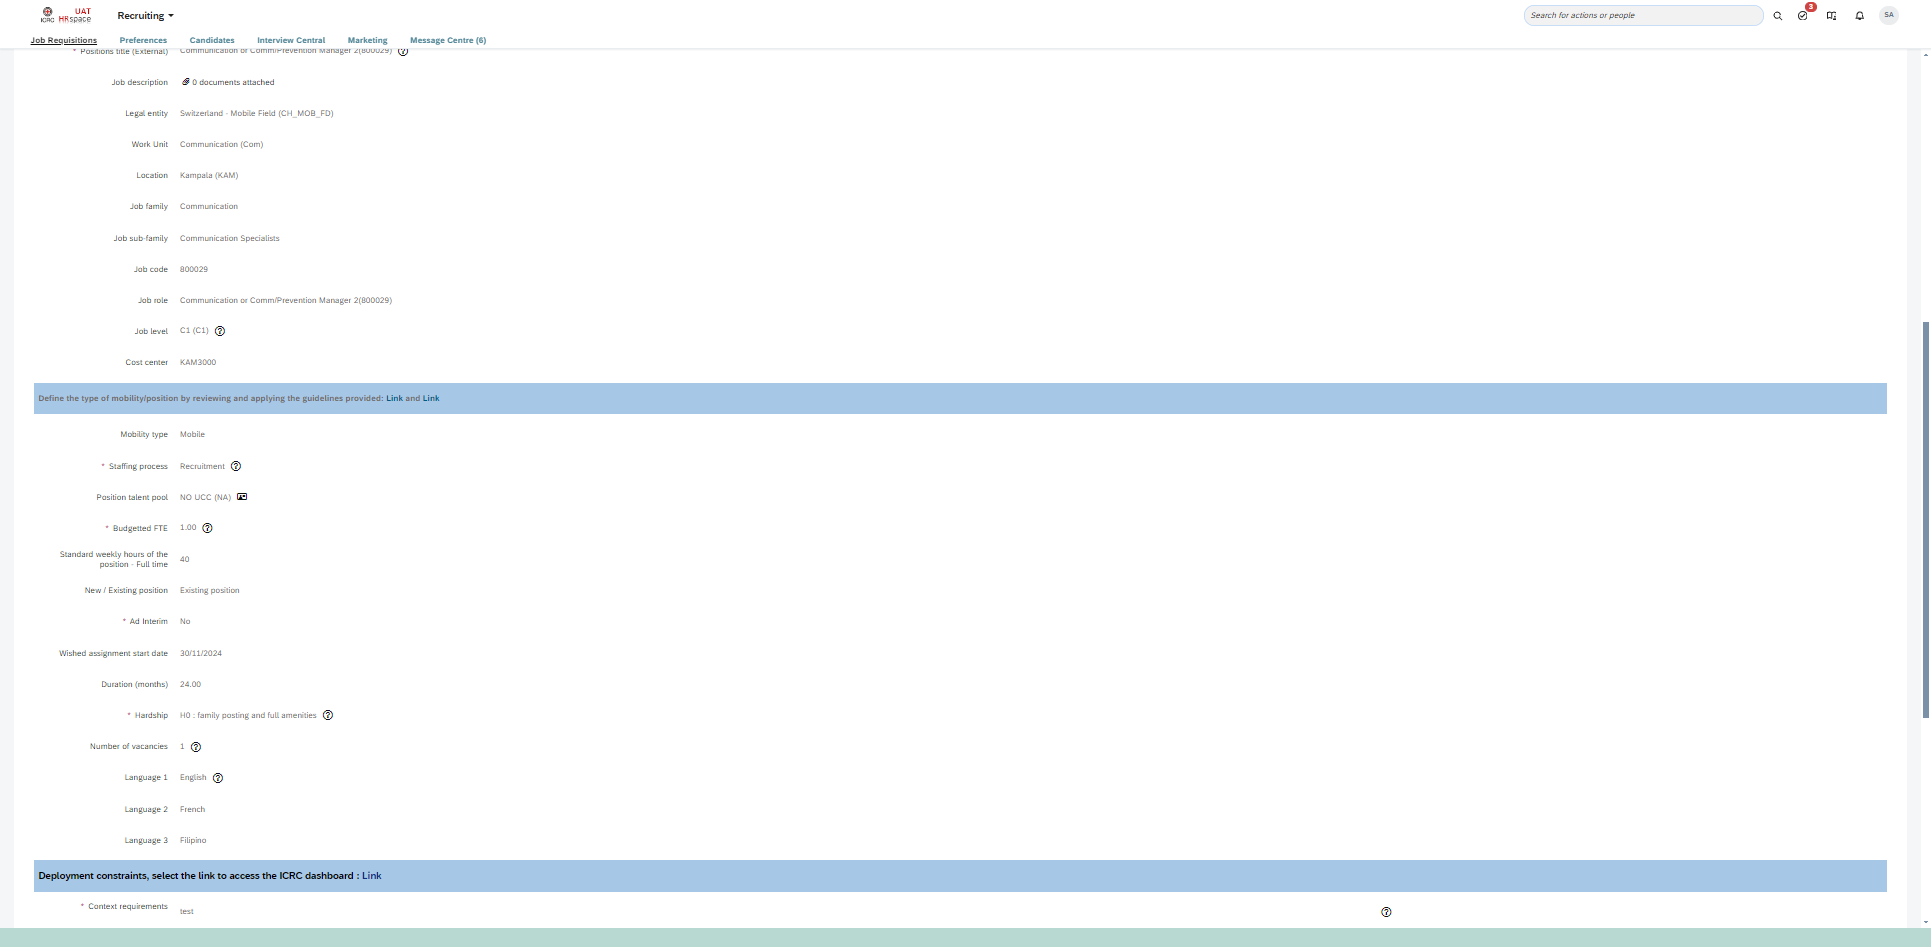 ICRC UAT HRspace Recruiting Search for actions or people 3 SA
Job Requisitions Preferences Candidates Interview Central Marketing Message Centre (6)
* Positions title (External) Communication or Comm/Prevention Manager 2(800029) ?
Job description 0 documents attached
Legal entity Switzerland - Mobile Field (CH_MOB_FD)
Work Unit Communication (Com)
Location Kampala (KAM)
Job family Communication
Job sub-family Communication Specialists
Job code 800029
Job role Communication or Comm/Prevention Manager 2(800029)
Job level C1 (C1) ?
Cost center KAM3000
Define the type of mobility/position by reviewing and applying the guidelines provided: Link and Link
Mobility type Mobile
* Staffing process Recruitment ?
Position talent pool NO UCC (NA)
* Budgetted FTE 1.00 ?
Standard weekly hours of the
position - Full time 40
New / Existing position Existing position
* Ad Interim No
Wished assignment start date 30/11/2024
Duration (months) 24.00
* Hardship H0 : family posting and full amenities ?
Number of vacancies 1 ?
Language 1 English ?
Language 2 French
Language 3 Filipino
Deployment constraints, select the link to access the ICRC dashboard : Link
* Context requirements test ?